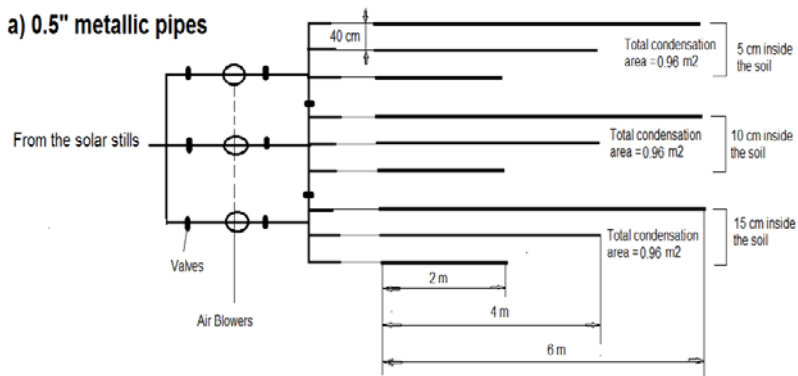 a) 0.5" metallic pipes
40 cm
Total condensation
area = 0.96 m2
5 cm inside
the soil
From the solar stills
Total condensation
area = 0.96 m2
10 cm inside
the soil
Total condensation
area = 0.96 m2
15 cm inside
the soil
Valves
Air Blowers
2 m
4 m
6 m